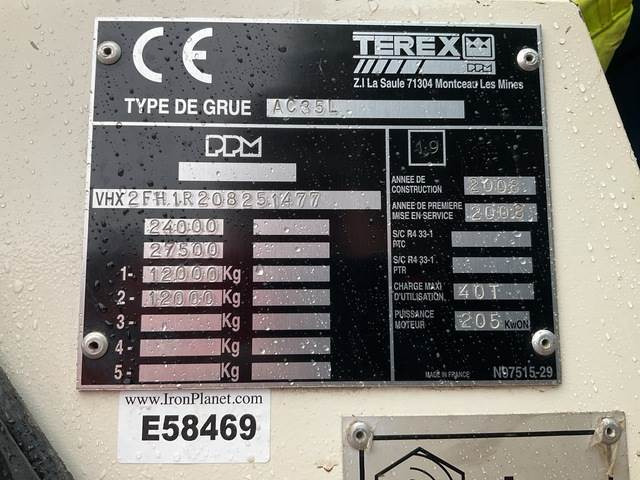 CE
TEREX
PPM
Z.I La Saule 71304 Montceau Les Mines
TYPE DE GRUE AC35L
PPM
19
VHX2FH1R208251477
24000
27500
1- 12000 Kg
2 - 12000 Kg
3 - Kg
4 - Kg
5 - Kg
ANNEE DE CONSTRUCTION 2008
ANNEE DE PREMIERE MISE EN SERVICE 2008
S/C R4 33-1 PTC
S/C R4 33-1 PTR
CHARGE MAXI D'UTILISATION 40T
PUISSANCE MOTEUR 205 KwON
MADE IN FRANCE
N97515-29
www.IronPlanet.com
E58469